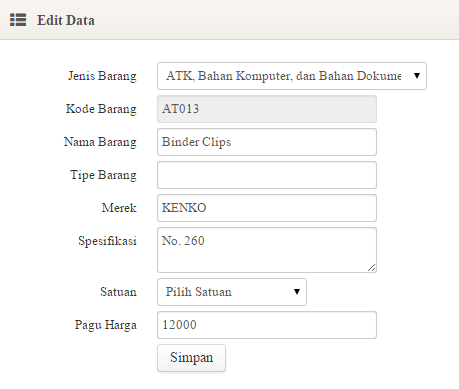 Edit Data
Jenis Barang ATK, Bahan Komputer, dan Bahan Dokume
Kode Barang AT013
Nama Barang Binder Clips
Tipe Barang
Merek KENKO
Spesifikasi No. 260
Satuan Pilih Satuan
Pagu Harga 12000
Simpan